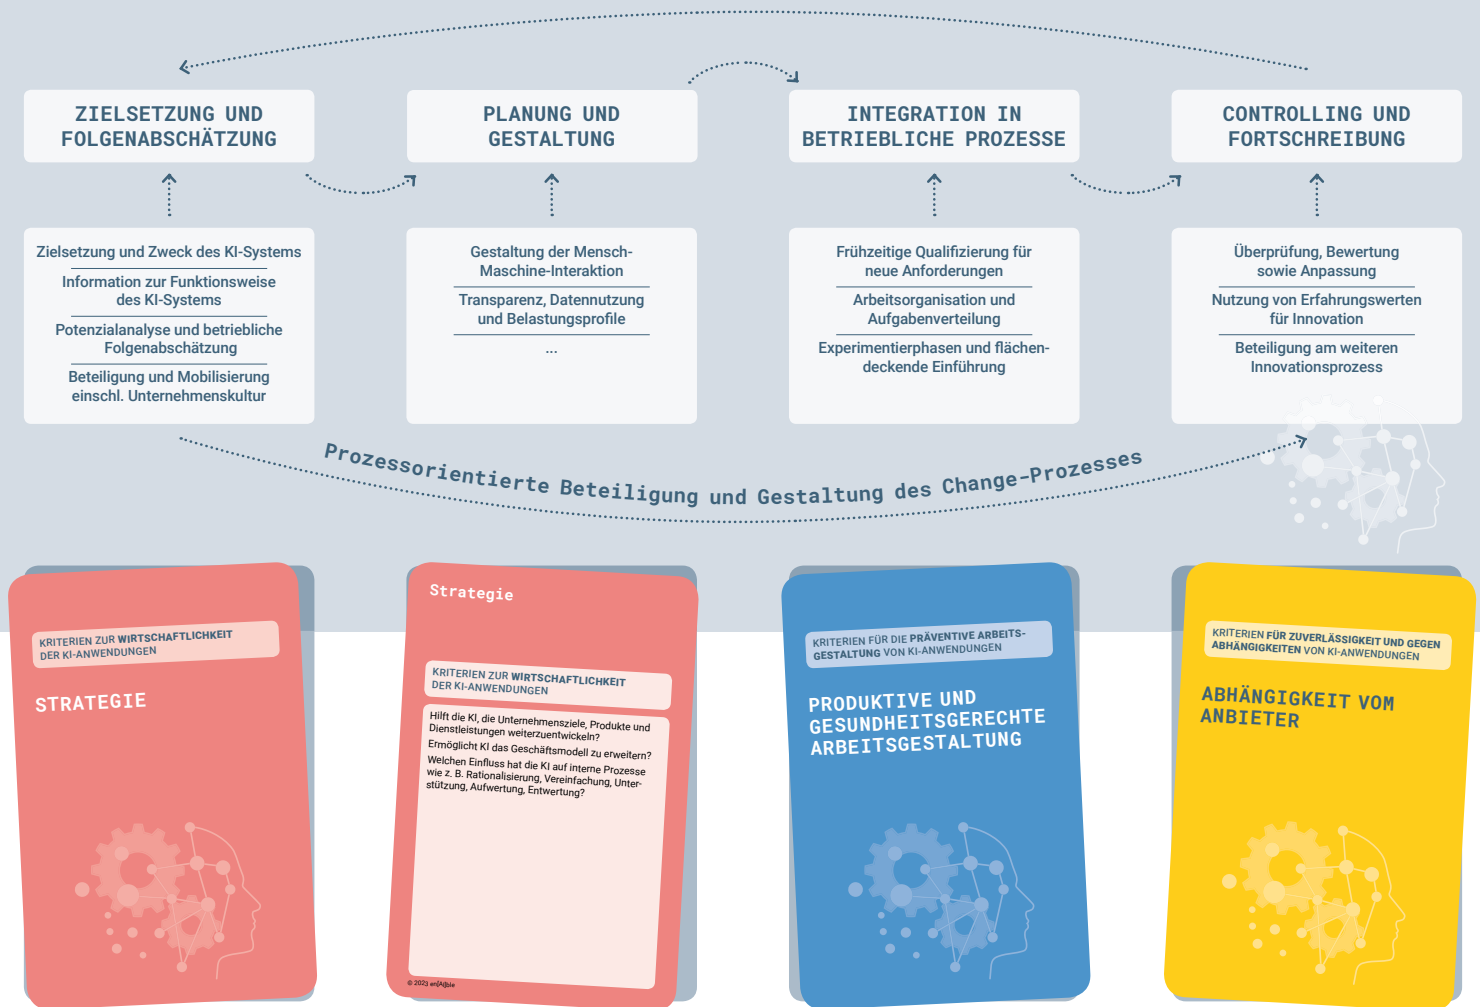 ZIELSETZUNG UND
FOLGENABSCHÄTZUNG
PLANUNG UND
GESTALTUNG
INTEGRATION IN
BETRIEBLICHE PROZESSE
CONTROLLING UND
FORTSCHREIBUNG
Zielsetzung und Zweck des KI-Systems
Information zur Funktionsweise
des KI-Systems
Potenzialanalyse und betriebliche
Folgenabschätzung
Beteiligung und Mobilisierung
einschl. Unternehmenskultur
Gestaltung der Mensch-
Maschine-Interaktion
Transparenz, Datennutzung
und Belastungsprofile
...
Frühzeitige Qualifizierung für
neue Anforderungen
Arbeitsorganisation und
Aufgabenverteilung
Experimentierphasen und flächen-
deckende Einführung
Überprüfung, Bewertung
sowie Anpassung
Nutzung von Erfahrungswerten
für Innovation
Beteiligung am weiteren
Innovationsprozess
Prozessorientierte Beteiligung und Gestaltung des Change-Prozesses
KRITERIEN ZUR WIRTSCHAFTLICHKEIT
DER KI-ANWENDUNGEN
STRATEGIE
Strategie
KRITERIEN ZUR WIRTSCHAFTLICHKEIT
DER KI-ANWENDUNGEN
Hilft die KI, die Unternehmensziele, Produkte und
Dienstleistungen weiterzuentwickeln?
Ermöglicht KI das Geschäftsmodell zu erweitern?
Welchen Einfluss hat die KI auf interne Prozesse
wie z. B. Rationalisierung, Vereinfachung, Unter-
stützung, Aufwertung, Entwertung?
© 2023 en[AI]ble
KRITERIEN FÜR DIE PRÄVENTIVE ARBEITS-
GESTALTUNG VON KI-ANWENDUNGEN
PRODUKTIVE UND
GESUNDHEITSGERECHTE
ARBEITSGESTALTUNG
KRITERIEN FÜR ZUVERLÄSSIGKEIT UND GEGEN
ABHÄNGIGKEITEN VON KI-ANWENDUNGEN
ABHÄNGIGKEIT VOM
ANBIETER